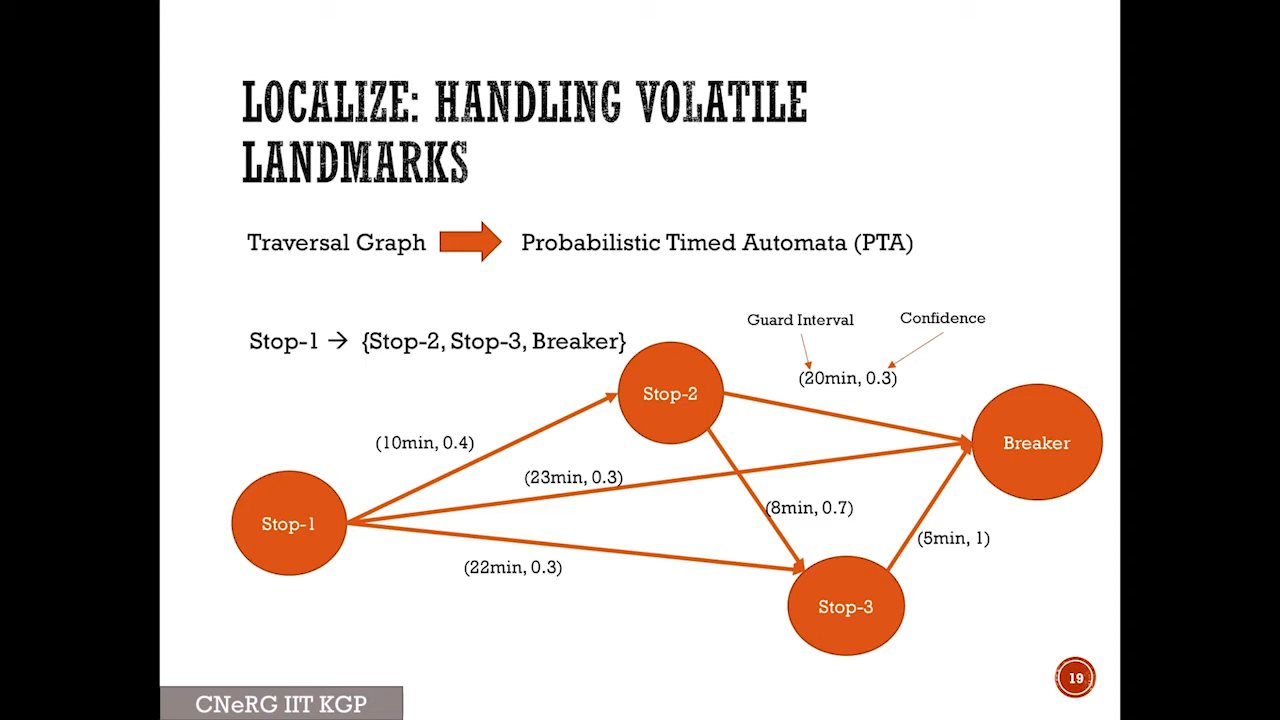 LOCALIZE: HANDLING VOLATILE
LANDMARKS
Traversal Graph
Probabilistic Timed Automata (PTA)
Guard Interval
Confidence
Stop-1 → {Stop-2, Stop-3, Breaker}
(20min, 0.3)
Stop-2
(10min, 0.4)
Breaker
(23min, 0.3)
(8min, 0.7)
Stop-1
(5min, 1)
(22min, 0.3)
Stop-3
19
CNeRG IIT KGP